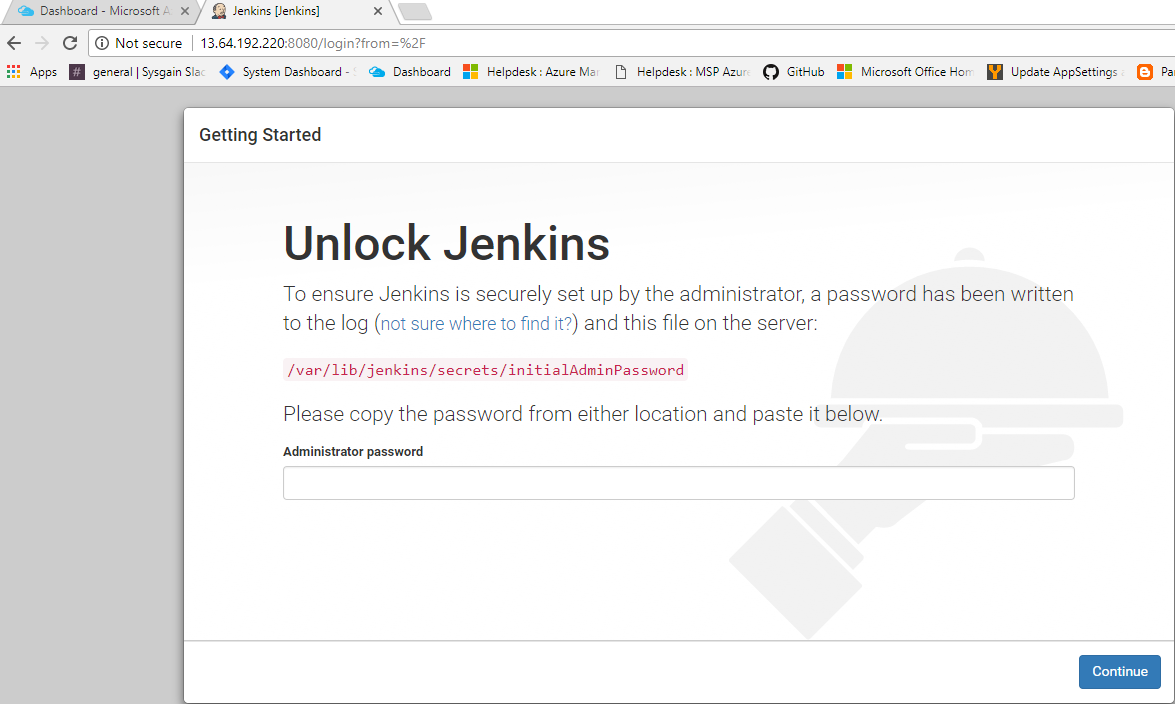 Dashboard - Microsoft A
Jenkins [Jenkins]
Not secure
13.64.192.220:8080/login?from=%2F
Apps
# general | Sysgain Slac
System Dashboard -
Dashboard
Helpdesk : Azure Mar
Helpdesk : MSP Azure
GitHub
Microsoft Office Hom
Update AppSettings
Pa
Getting Started
Unlock Jenkins
To ensure Jenkins is securely set up by the administrator, a password has been written
to the log (not sure where to find it?) and this file on the server:
/var/lib/jenkins/secrets/initialAdminPassword
Please copy the password from either location and paste it below.
Administrator password
Continue